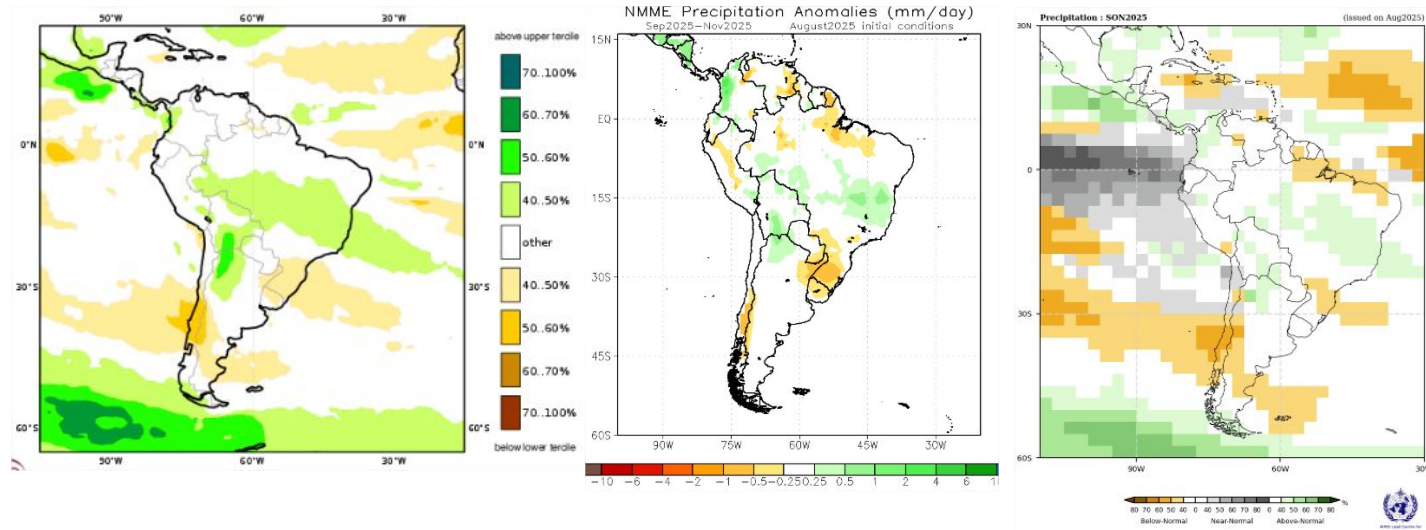 90°W 60°W 30°W
0°N
30°S
60°S
90°W 60°W 30°W
0°N
30°S
60°S
above upper tercile
70..100%
60..70%
50..60%
40..50%
other
40..50%
50..60%
60..70%
70..100%
below lower tercile
NMME Precipitation Anomalies (mm/day)
Sep2025-Nov2025 August2025 initial conditions
15N
EQ
15S
30S
45S
60S
90W 75W 60W 45W 30W
-10 -6 -4 -2 -1 -0.5 -0.25 0.25 0.5 1 2 4 6
Precipitation : SON2025 (issued on Aug2025)
30N
0
30S
60S
90W 60W 30W
80 70 60 50 40 40 50 60 70 80 40 50 60 70 80 %
Below-Normal Near-Normal Above-Normal